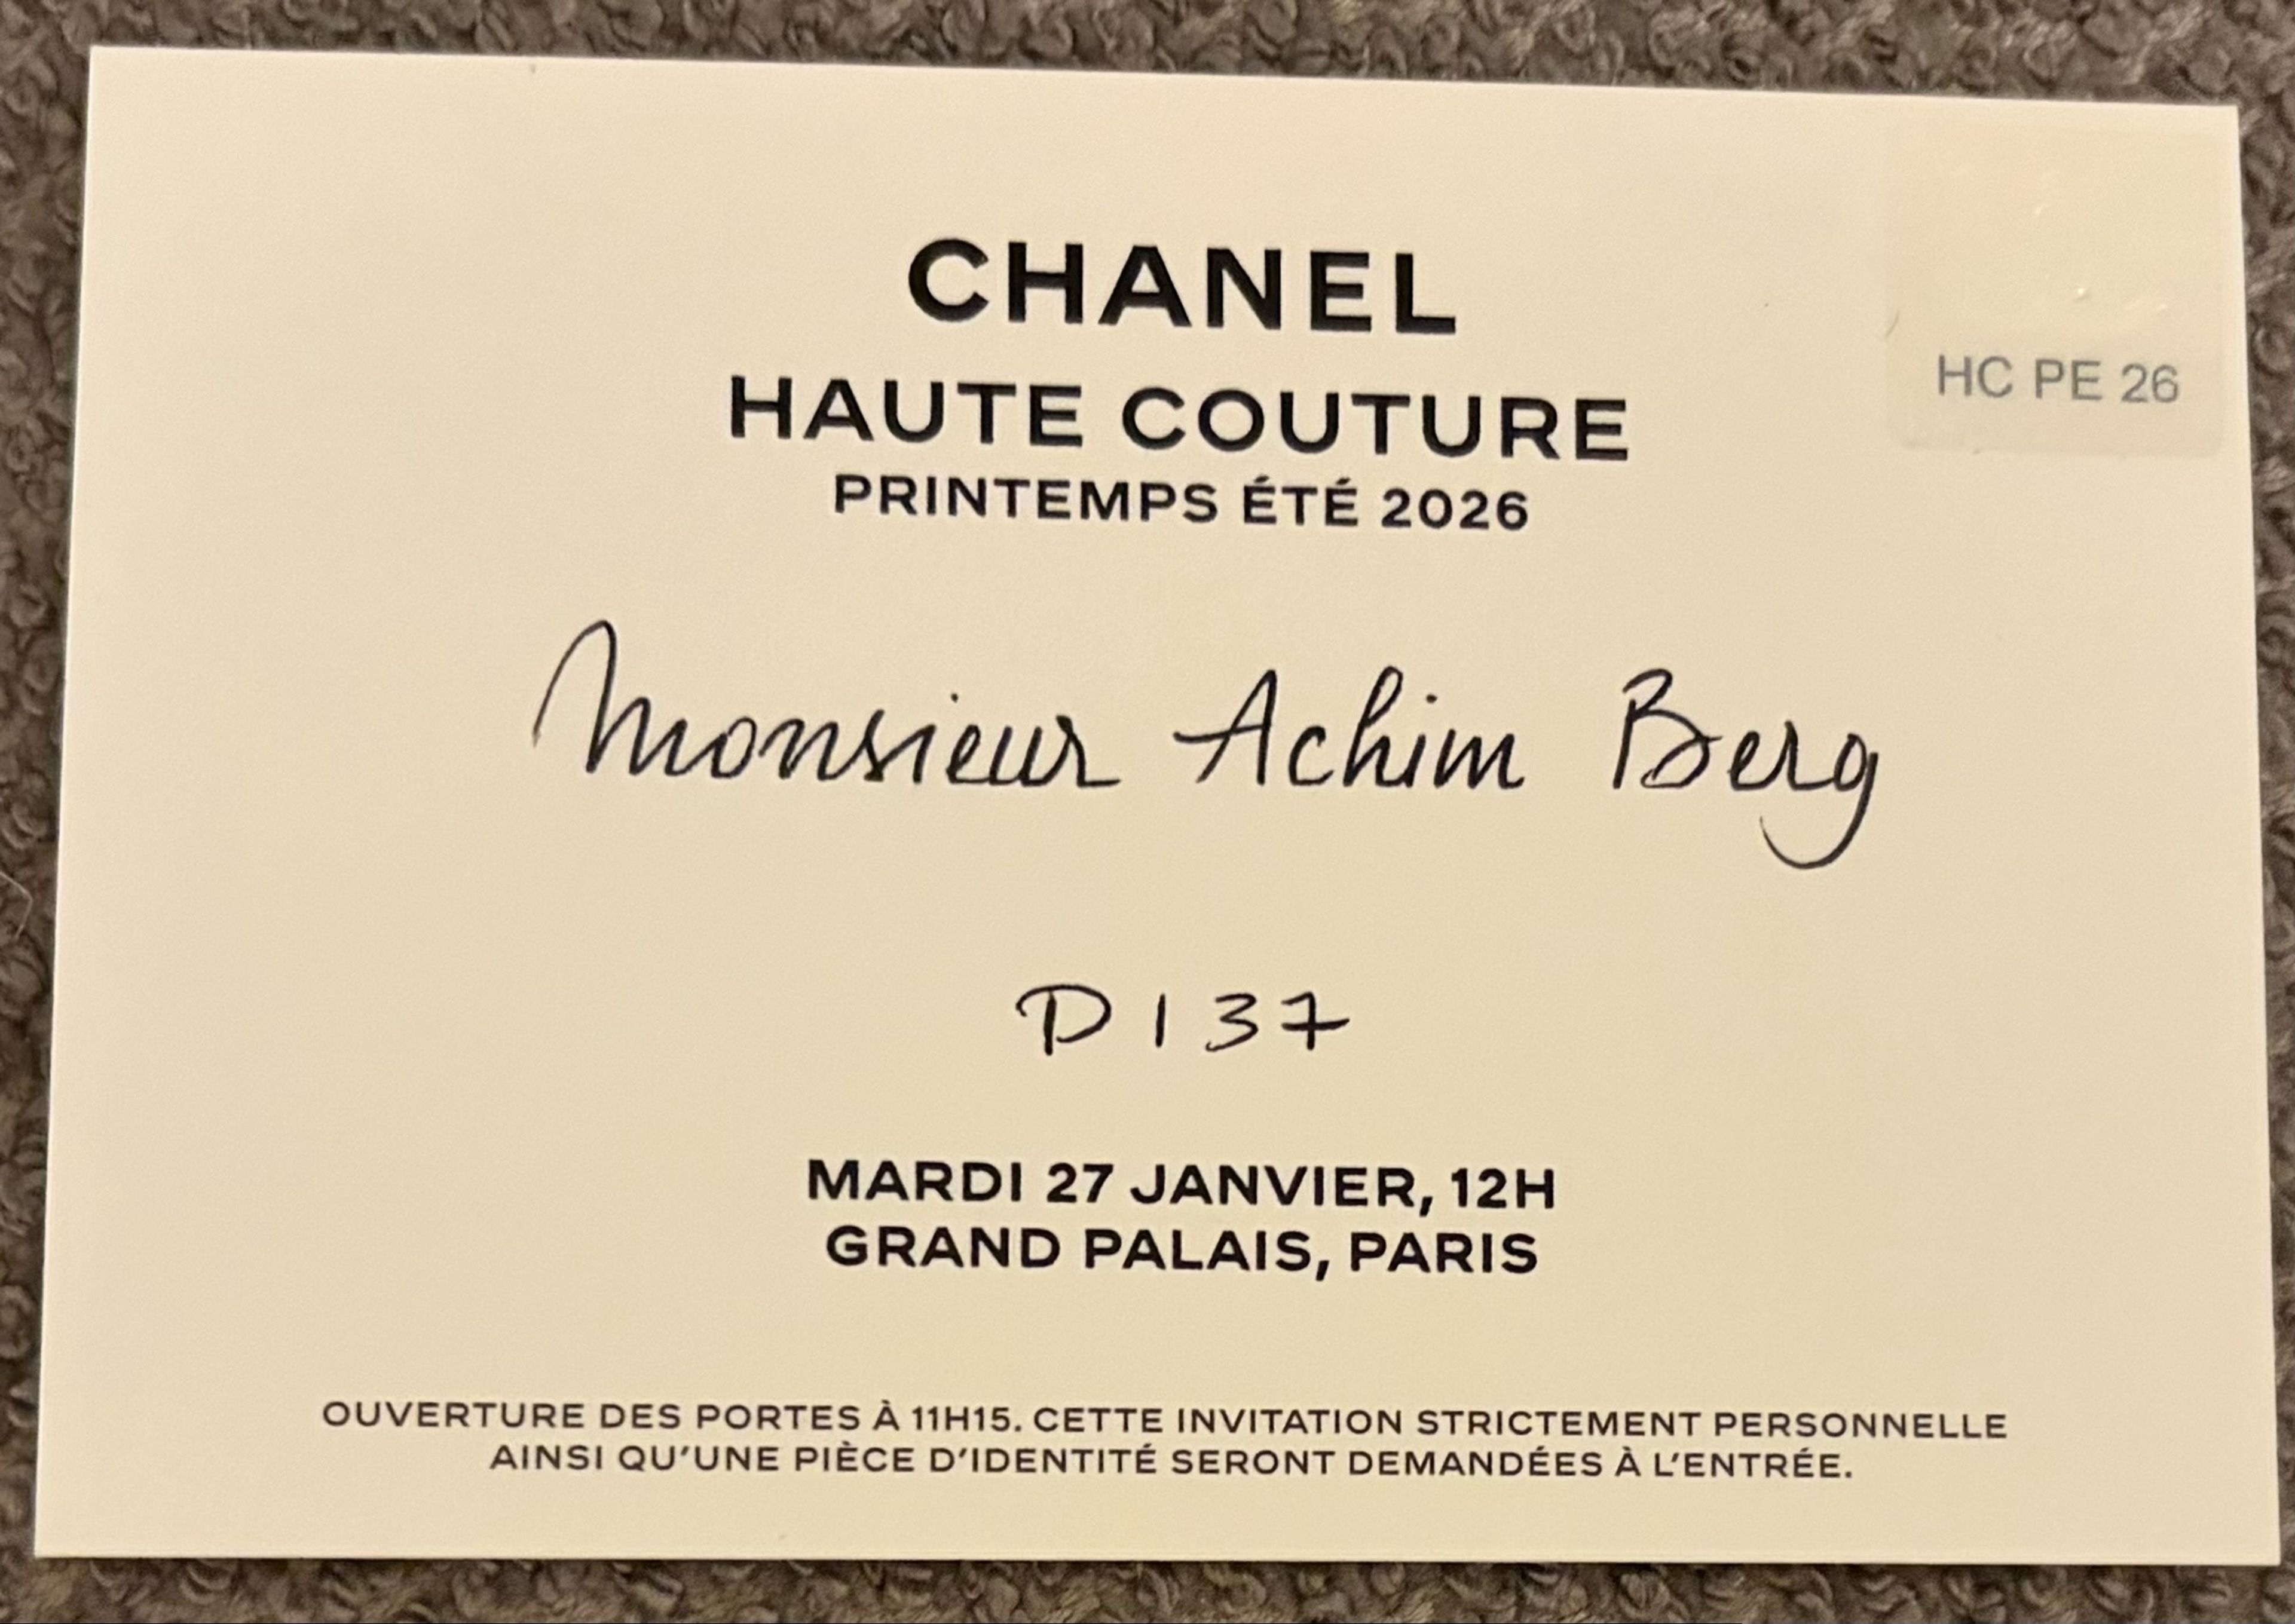 CHANEL
HAUTE COUTURE
PRINTEMPS ÉTÉ 2026
HC PE 26
Monsieur Achim Berg
D 137
MARDI 27 JANVIER, 12H
GRAND PALAIS, PARIS
OUVERTURE DES PORTES À 11H15. CETTE INVITATION STRICTEMENT PERSONNELLE
AINSI QU'UNE PIÈCE D'IDENTITÉ SERONT DEMANDÉES À L'ENTRÉE.